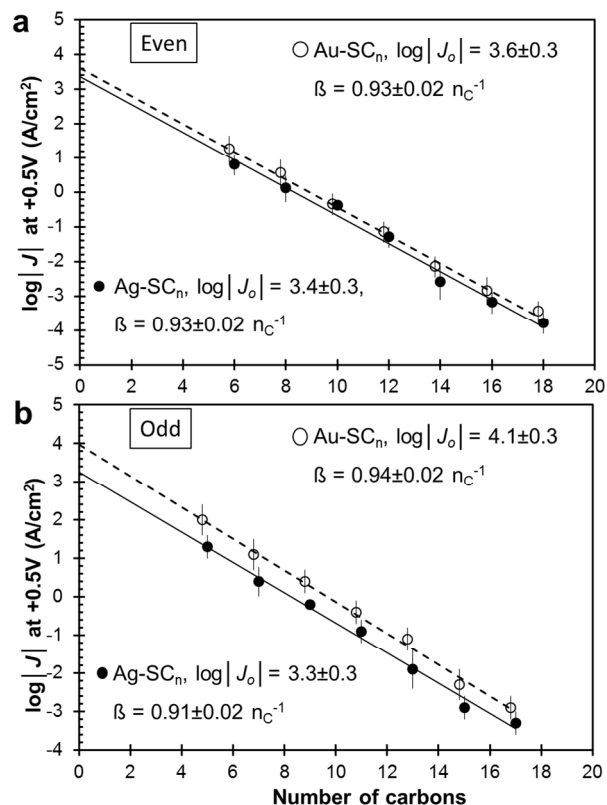 a
Even
Au-SCn, log|Jo| = 3.6±0.3
ß = 0.93±0.02 nC-1
log|J| at +0.5V (A/cm2)
5
4
3
2
1
0
-1
-2
-3
-4
-5
Ag-SCn, log|Jo| = 3.4±0.3,
ß = 0.93±0.02 nC-1
0 2 4 6 8 10 12 14 16 18 20
b
Odd
Au-SCn, log|Jo| = 4.1±0.3
ß = 0.94±0.02 nC-1
log|J| at +0.5V (A/cm2)
5
4
3
2
1
0
-1
-2
-3
-4
Ag-SCn, log|Jo| = 3.3±0.3
ß = 0.91±0.02 nC-1
0 2 4 6 8 10 12 14 16 18 20
Number of carbons